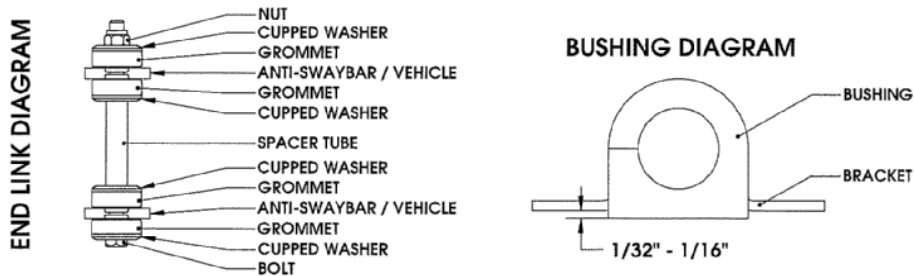 END LINK DIAGRAM
NUT
CUPPED WASHER
GROMMET
ANTI-SWAYBAR / VEHICLE
GROMMET
CUPPED WASHER
SPACER TUBE
CUPPED WASHER
GROMMET
ANTI-SWAYBAR / VEHICLE
GROMMET
CUPPED WASHER
BOLT
BUSHING DIAGRAM
BUSHING
BRACKET
1/32" - 1/16"